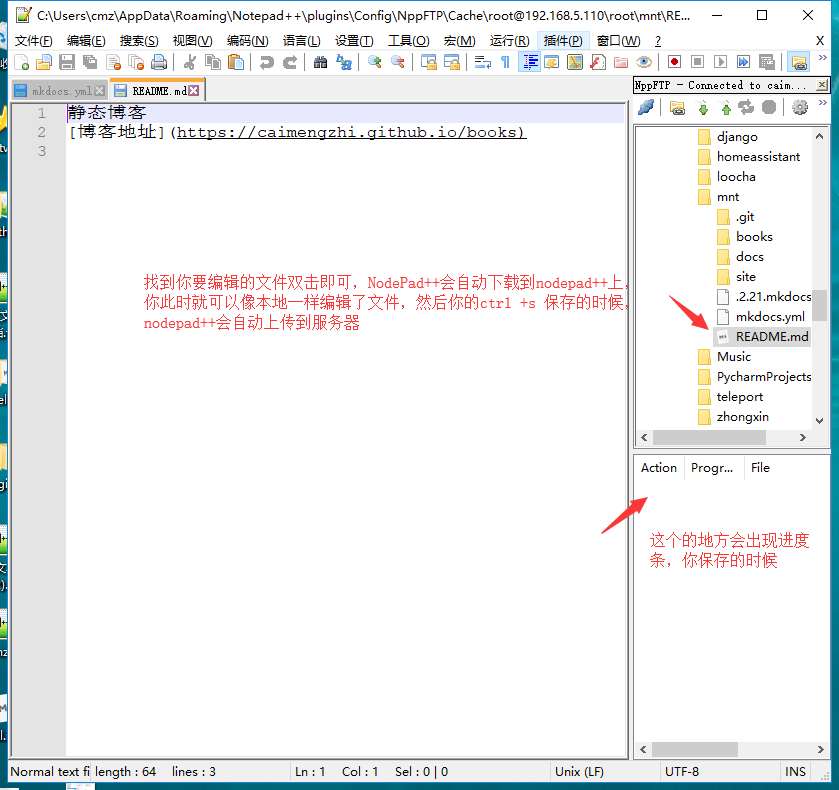 C:\Users\cmz\AppData\Roaming\Notepad++\plugins\Config\NppFTP\Cache\root@192.168.5.110\root\mnt\RE...
文件(F) 编辑(E) 搜索(S) 视图(V) 编码(N) 语言(L) 设置(T) 工具(O) 宏(M) 运行(R) 插件(P) 窗口(W) ? X
mkdocs.yml README.md
NppFTP - Connected to caim...
1 静态博客
2 [博客地址](https://caimengzhi.github.io/books)
3
找到你要编辑的文件双击即可，NodePad++会自动下载到nodepad++上，
你此时就可以像本地一样编辑了文件，然后你的ctrl +s 保存的时候，
nodepad++会自动上传到服务器
django
homeassistant
loocha
mnt
.git
books
docs
site
.2.21.mkdocs
mkdocs.yml
README.md
Music
PycharmProjects
teleport
zhongxin
Action Progr... File
这个的地方会出现进度
条，你保存的时候
Normal text fi length : 64 lines : 3 Ln : 1 Col : 1 Sel : 0 | 0 Unix (LF) UTF-8 INS